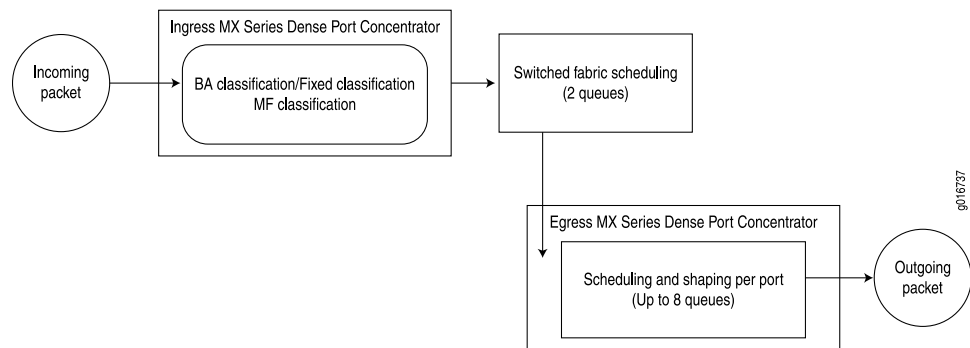 Ingress MX Series Dense Port Concentrator
Incoming
packet
BA classification/Fixed classification
MF classification
Switched fabric scheduling
(2 queues)
g016737
Egress MX Series Dense Port Concentrator
Scheduling and shaping per port
(Up to 8 queues)
Outgoing
packet